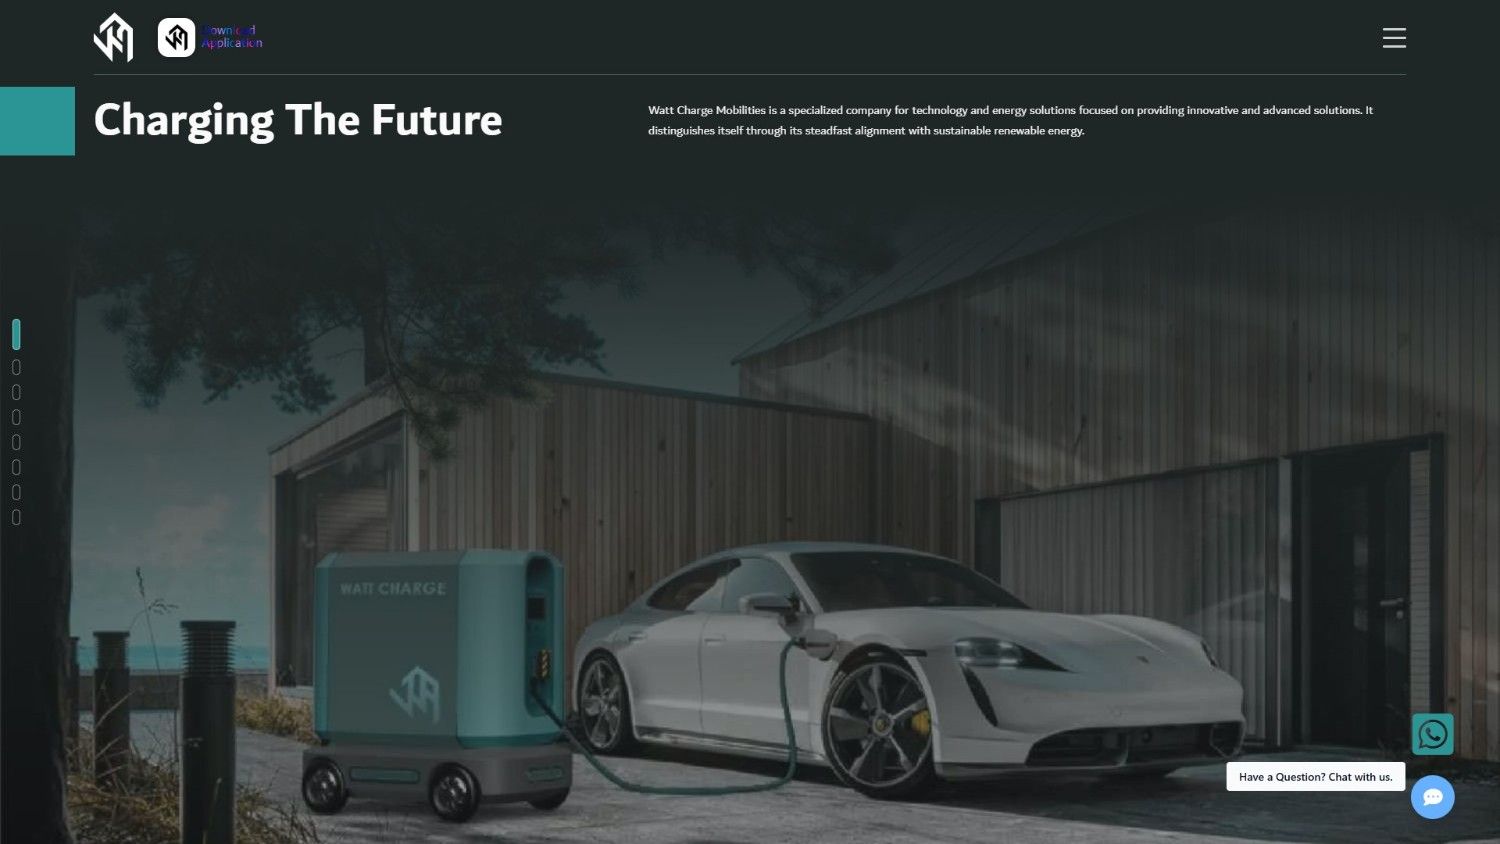 Download
Application
Charging The Future
Watt Charge Mobilities is a specialized company for technology and energy solutions focused on providing innovative and advanced solutions. It
distinguishes itself through its steadfast alignment with sustainable renewable energy.
WATT CHARGE
Have a Question? Chat with us.